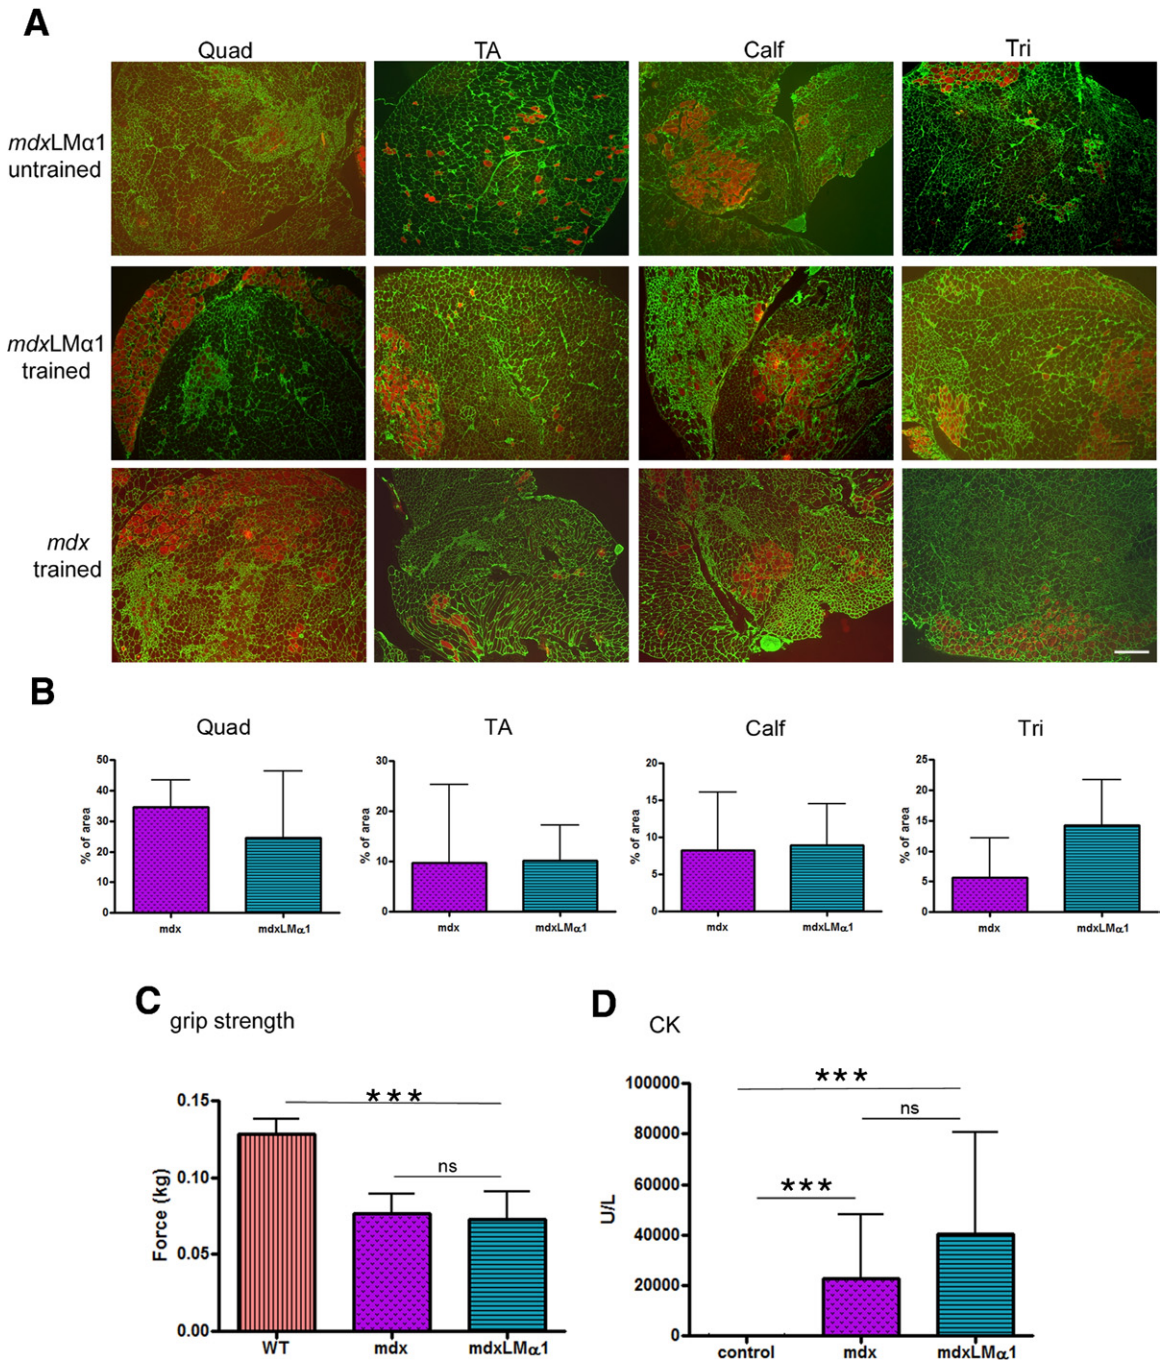 A
Quad TA Calf Tri
mdxLMα1
untrained
mdxLMα1
trained
mdx
trained
B
Quad TA Calf Tri
% of area
50
40
30
20
10
0
mdx mdxLMα1
% of area
30
20
10
0
mdx mdxLMα1
% of area
20
15
10
5
0
mdx mdxLMα1
% of area
25
20
15
10
5
0
mdx mdxLMα1
C grip strength
Force (kg)
0.15
0.10
0.05
0.00
***
ns
WT mdx mdxLMα1
D CK
U/L
100000
80000
60000
40000
20000
0
***
ns
***
control mdx mdxLMα1